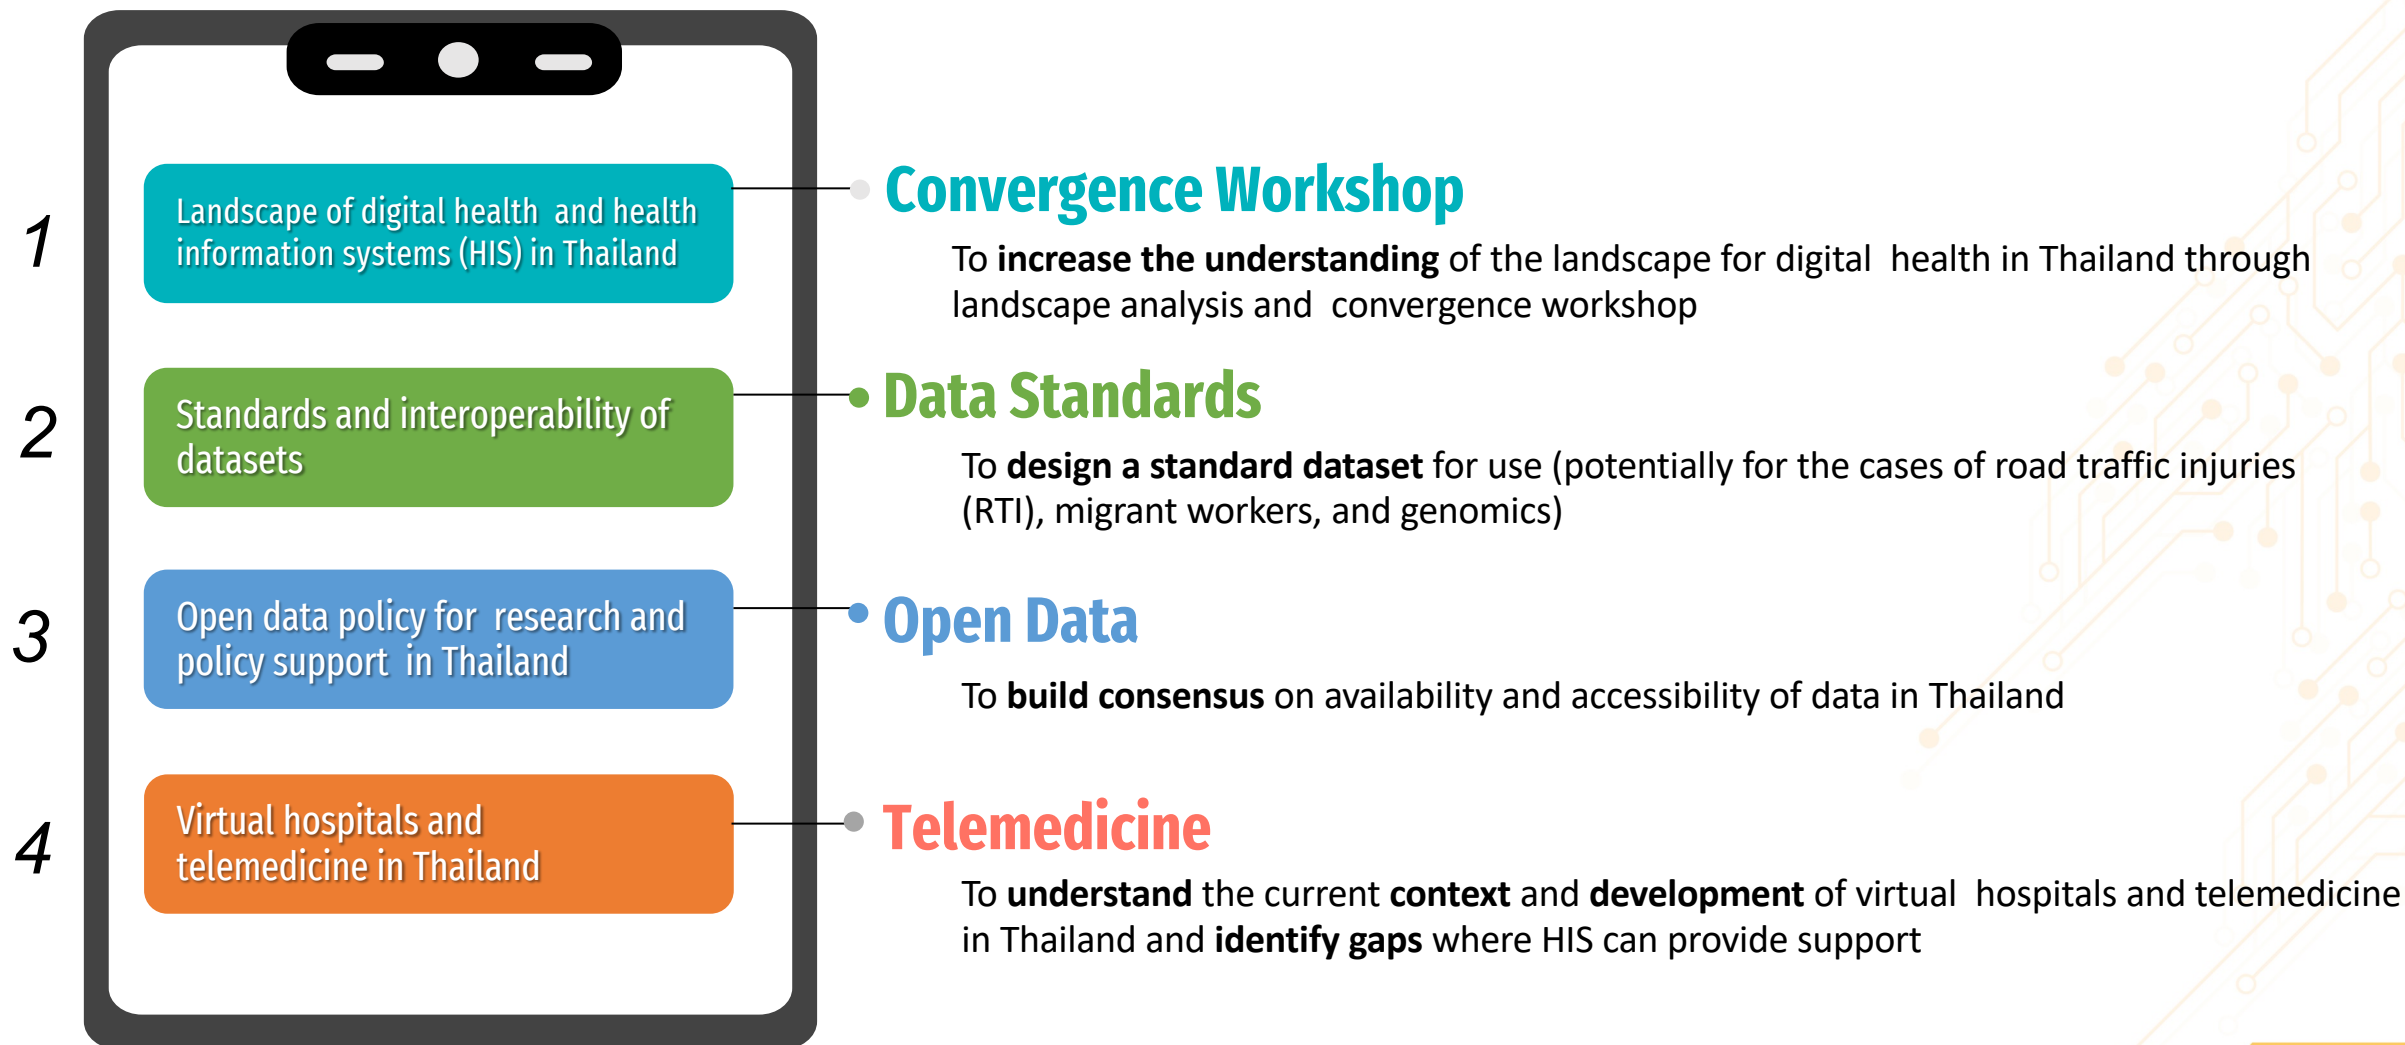 1
Landscape of digital health and health
information systems (HIS) in Thailand
Convergence Workshop
To increase the understanding of the landscape for digital health in Thailand through
landscape analysis and convergence workshop
2
Standards and interoperability of
datasets
Data Standards
To design a standard dataset for use (potentially for the cases of road traffic injuries
(RTI), migrant workers, and genomics)
3
Open data policy for research and
policy support in Thailand
Open Data
To build consensus on availability and accessibility of data in Thailand
4
Virtual hospitals and
telemedicine in Thailand
Telemedicine
To understand the current context and development of virtual hospitals and telemedicine
in Thailand and identify gaps where HIS can provide support